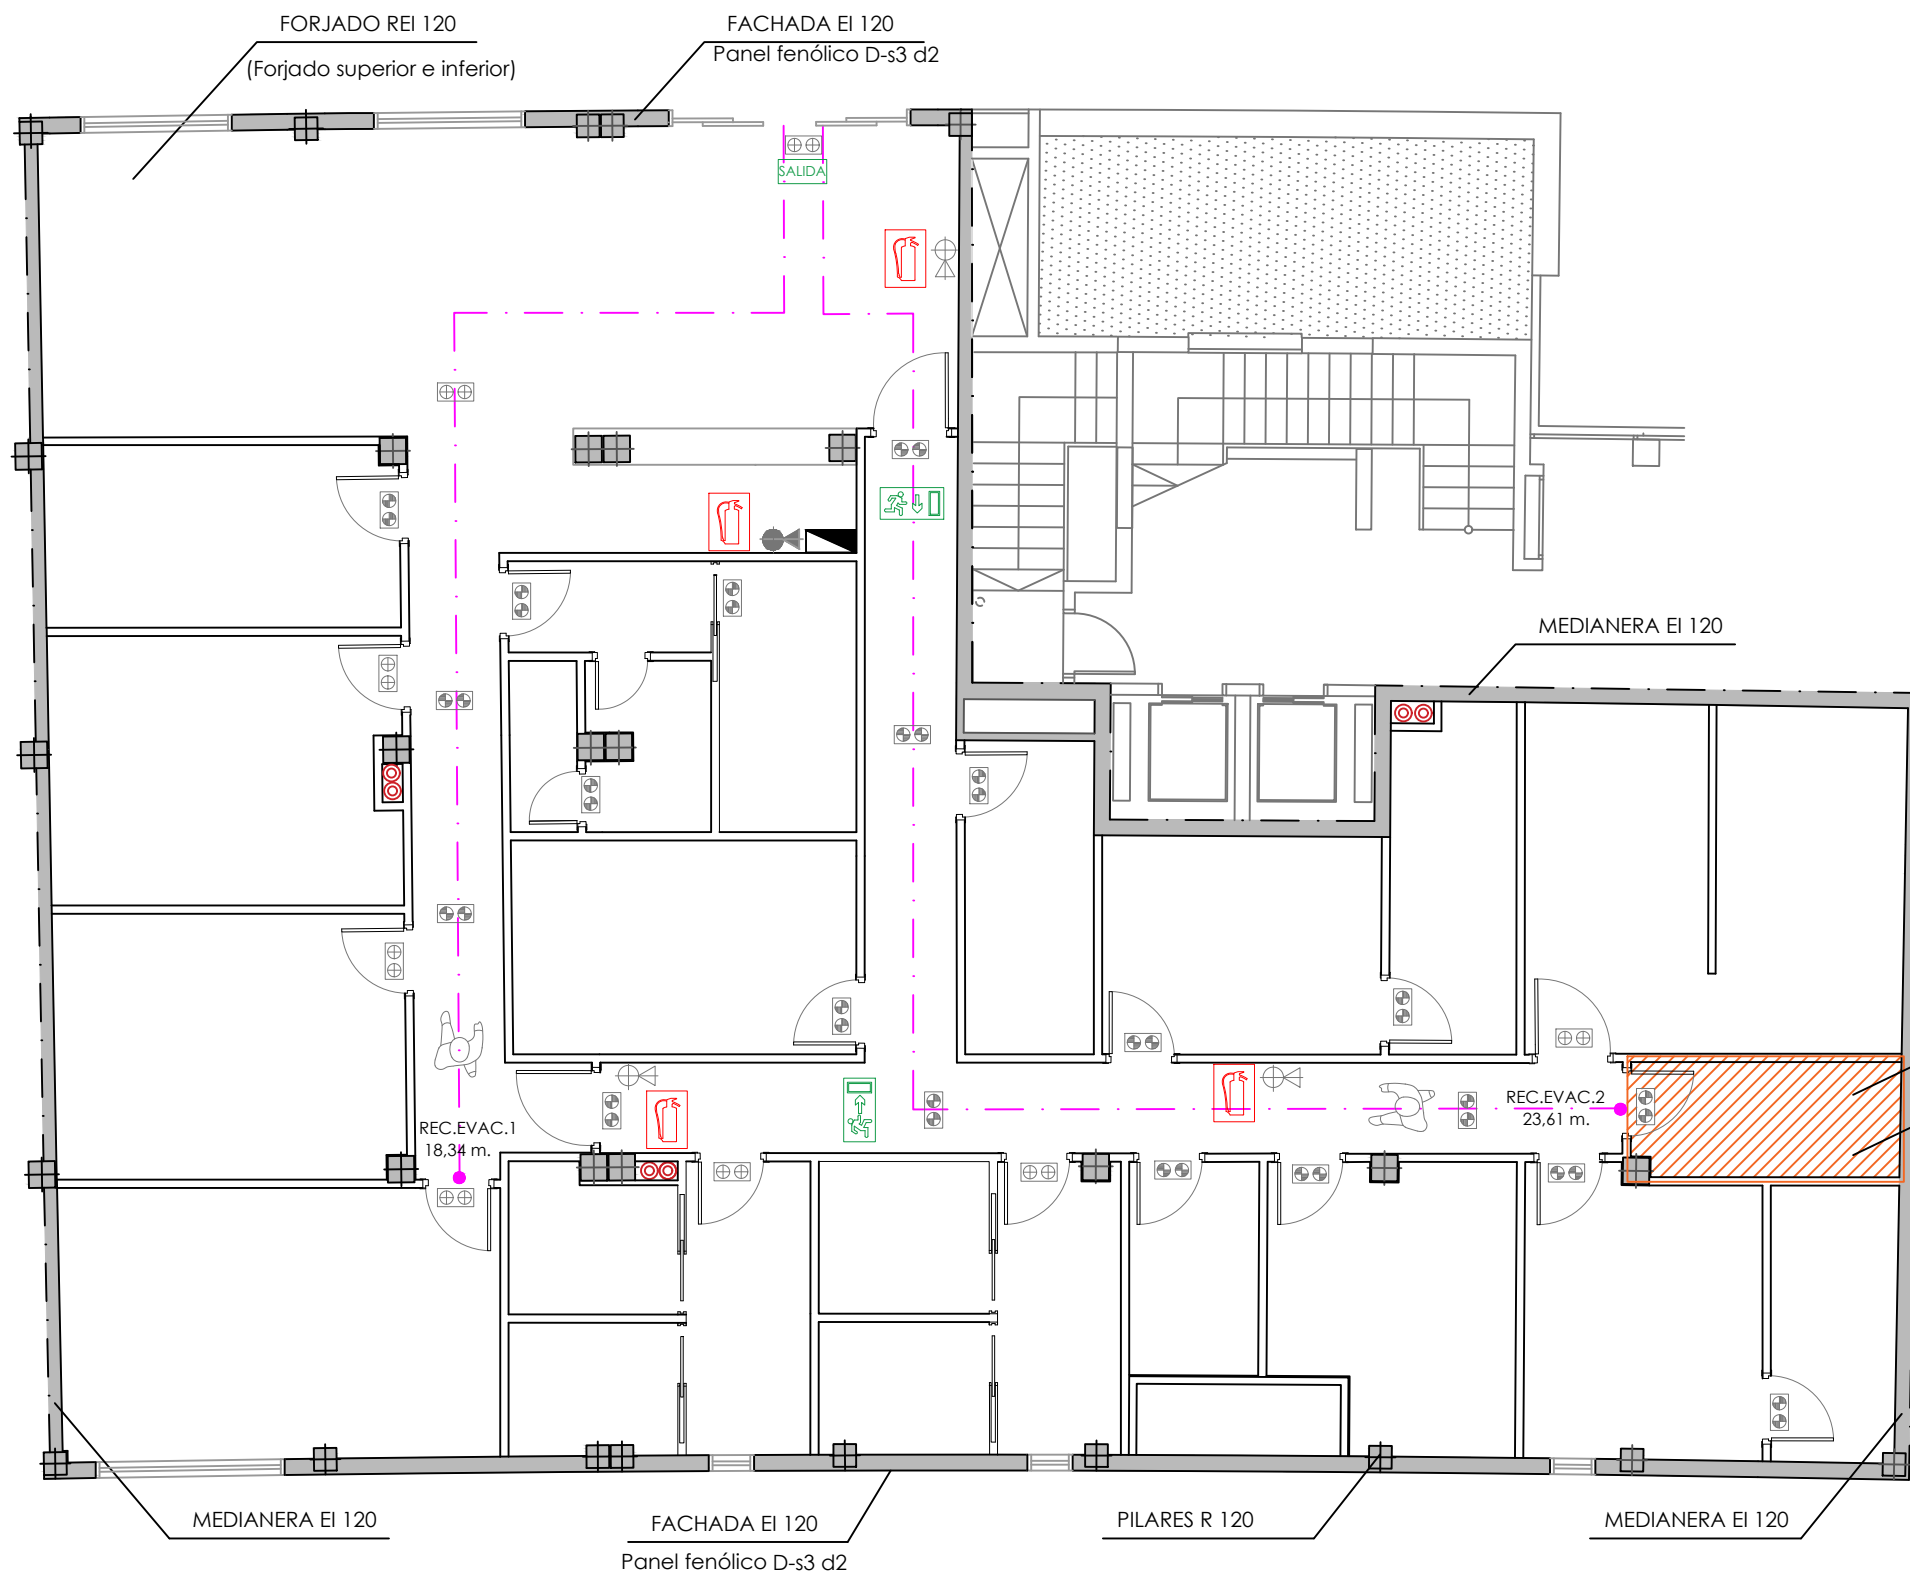 FORJADO REI 120
(Forjado superior e inferior)
FACHADA EI 120
Panel fenólico D-s3 d2
SALIDA
MEDIANERA EI 120
REC.EVAC.1
18,34 m.
REC.EVAC.2
23,61 m.
MEDIANERA EI 120
FACHADA EI 120
Panel fenólico D-s3 d2
PILARES R 120
MEDIANERA EI 120